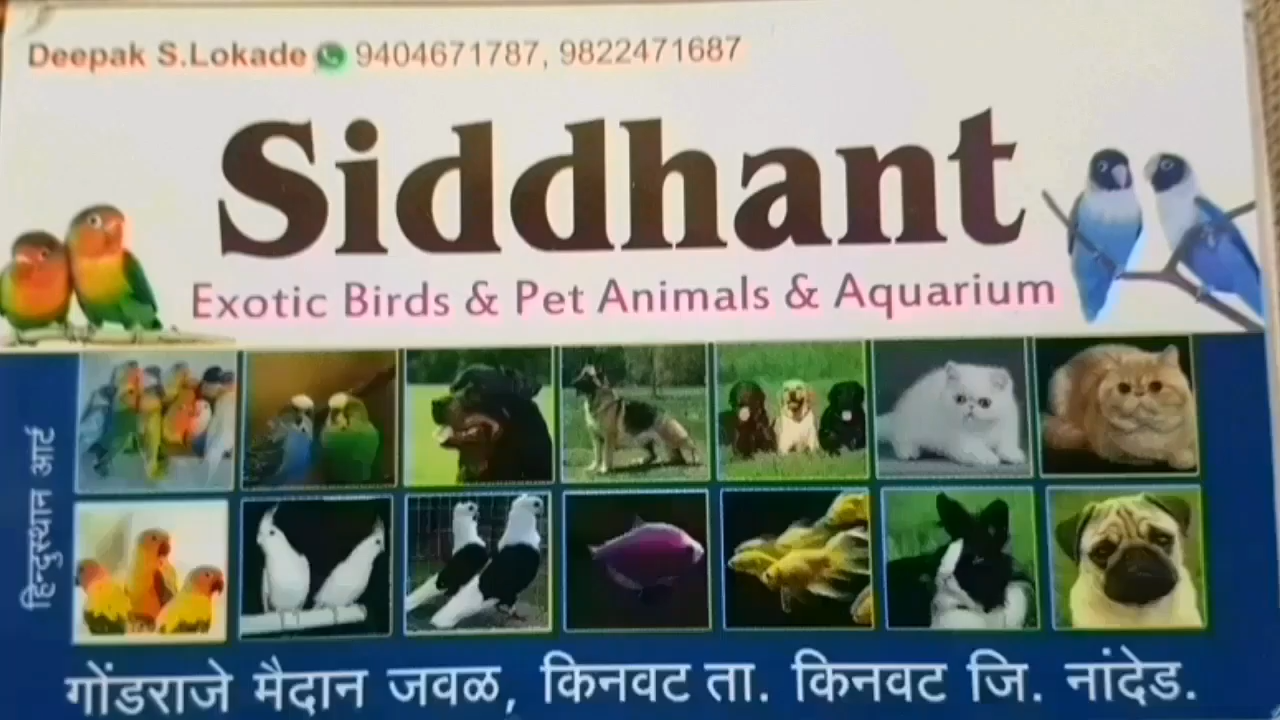 Deepak S.Lokade 9404671787, 9822471687
Siddhant
Exotic Birds & Pet Animals & Aquarium
हिन्दुस्थान आर्ट
गोंडराजे मैदान जवळ, किनवट ता. किनवट जि. नांदेड.